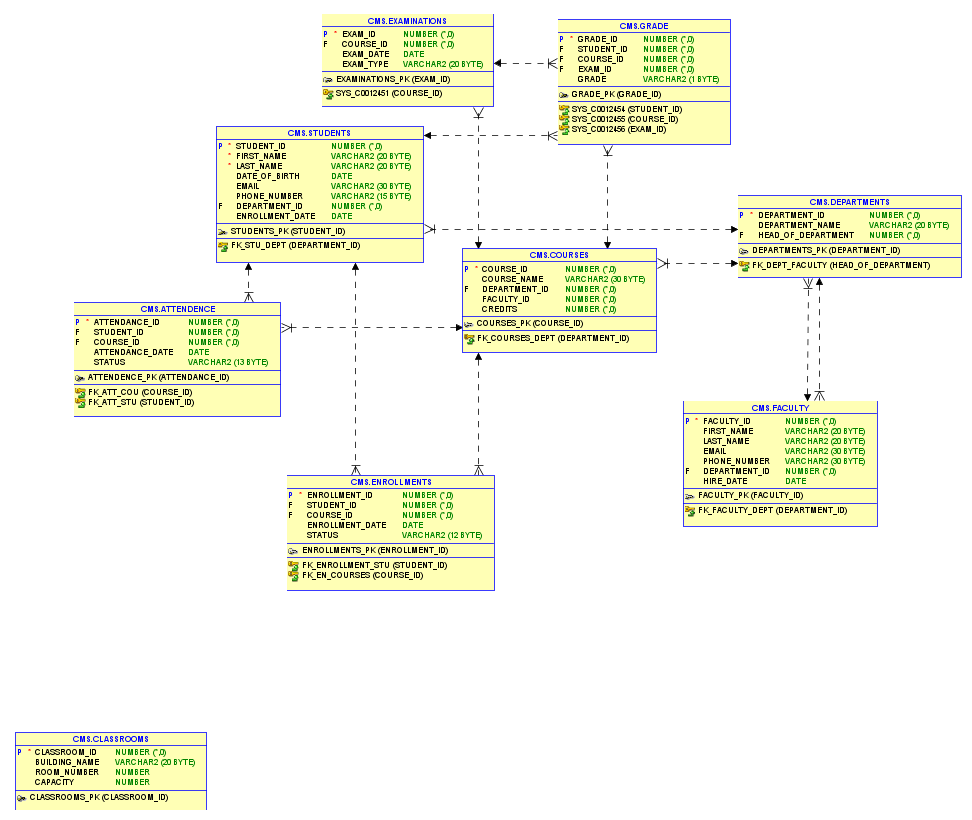 CMS.EXAMINATIONS
P * EXAM_ID NUMBER (*,0)
F COURSE_ID NUMBER (*,0)
EXAM_DATE DATE
EXAM_TYPE VARCHAR2 (20 BYTE)
EXAMINATIONS_PK (EXAM_ID)
SYS_C0012451 (COURSE_ID)
CMS.GRADE
P * GRADE_ID NUMBER (*,0)
F STUDENT_ID NUMBER (*,0)
F COURSE_ID NUMBER (*,0)
F EXAM_ID NUMBER (*,0)
GRADE VARCHAR2 (1 BYTE)
GRADE_PK (GRADE_ID)
SYS_C0012454 (STUDENT_ID)
SYS_C0012455 (COURSE_ID)
SYS_C0012456 (EXAM_ID)
CMS.STUDENTS
P * STUDENT_ID NUMBER (*,0)
* FIRST_NAME VARCHAR2 (20 BYTE)
* LAST_NAME VARCHAR2 (20 BYTE)
DATE_OF_BIRTH DATE
EMAIL VARCHAR2 (30 BYTE)
PHONE_NUMBER VARCHAR2 (15 BYTE)
F DEPARTMENT_ID NUMBER (*,0)
ENROLLMENT_DATE DATE
STUDENTS_PK (STUDENT_ID)
FK_STU_DEPT (DEPARTMENT_ID)
CMS.DEPARTMENTS
P * DEPARTMENT_ID NUMBER (*,0)
DEPARTMENT_NAME VARCHAR2 (20 BYTE)
F HEAD_OF_DEPARTMENT NUMBER (*,0)
DEPARTMENTS_PK (DEPARTMENT_ID)
FK_DEPT_FACULTY (HEAD_OF_DEPARTMENT)
CMS.COURSES
P * COURSE_ID NUMBER (*,0)
COURSE_NAME VARCHAR2 (30 BYTE)
F DEPARTMENT_ID NUMBER (*,0)
FACULTY_ID NUMBER (*,0)
CREDITS NUMBER (*,0)
COURSES_PK (COURSE_ID)
FK_COURSES_DEPT (DEPARTMENT_ID)
CMS.ATTENDENCE
P * ATTENDANCE_ID NUMBER (*,0)
F STUDENT_ID NUMBER (*,0)
F COURSE_ID NUMBER (*,0)
ATTENDANCE_DATE DATE
STATUS VARCHAR2 (13 BYTE)
ATTENDENCE_PK (ATTENDANCE_ID)
FK_ATT_COU (COURSE_ID)
FK_ATT_STU (STUDENT_ID)
CMS.FACULTY
P * FACULTY_ID NUMBER (*,0)
FIRST_NAME VARCHAR2 (20 BYTE)
LAST_NAME VARCHAR2 (20 BYTE)
EMAIL VARCHAR2 (30 BYTE)
PHONE_NUMBER VARCHAR2 (30 BYTE)
F DEPARTMENT_ID NUMBER (*,0)
HIRE_DATE DATE
FACULTY_PK (FACULTY_ID)
FK_FACULTY_DEPT (DEPARTMENT_ID)
CMS.ENROLLMENTS
P * ENROLLMENT_ID NUMBER (*,0)
F STUDENT_ID NUMBER (*,0)
F COURSE_ID NUMBER (*,0)
ENROLLMENT_DATE DATE
STATUS VARCHAR2 (12 BYTE)
ENROLLMENTS_PK (ENROLLMENT_ID)
FK_ENROLLMENT_STU (STUDENT_ID)
FK_EN_COURSES (COURSE_ID)
CMS.CLASSROOMS
P * CLASSROOM_ID NUMBER (*,0)
BUILDING_NAME VARCHAR2 (20 BYTE)
ROOM_NUMBER NUMBER
CAPACITY NUMBER
CLASSROOMS_PK (CLASSROOM_ID)